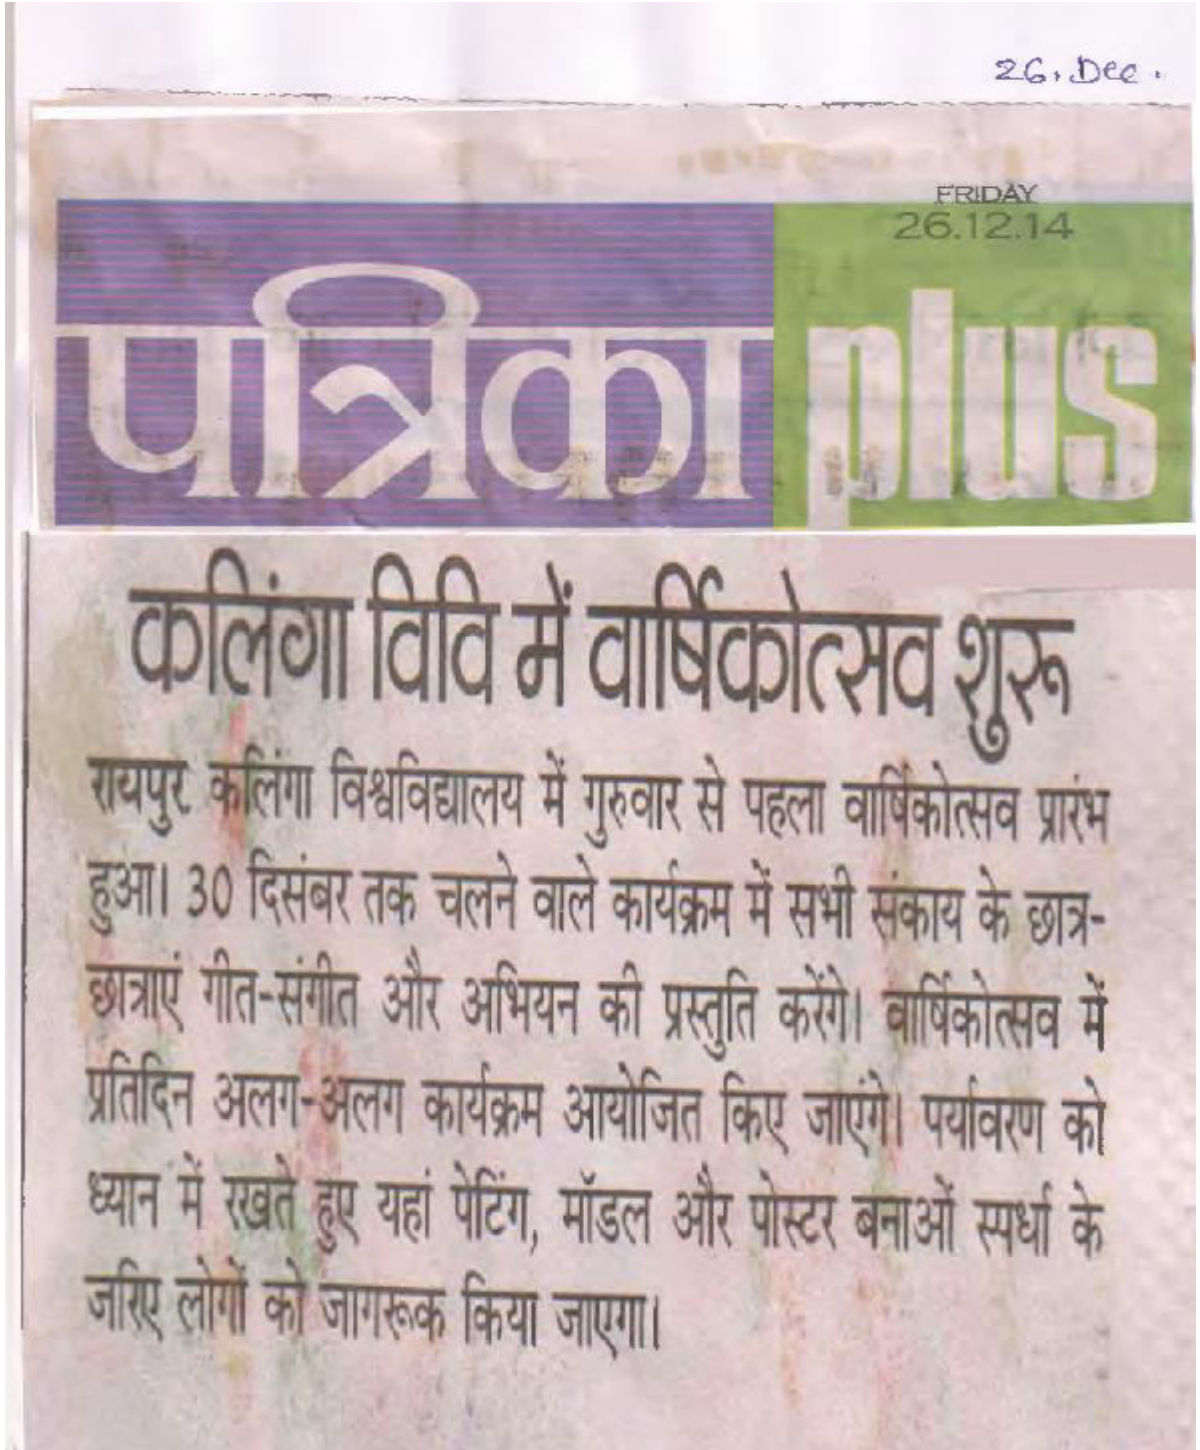 26. Dec.
FRIDAY
26.12.14
पत्रिका plus
कलिंगा विवि में वार्षिकोत्सव शुरू
रायपुर कलिंगा विश्वविद्यालय में गुरुवार से पहला वार्षिकोत्सव प्रारंभ
हुआ। 30 दिसंबर तक चलने वाले कार्यक्रम में सभी संकाय के छात्र-
छात्राएं गीत-संगीत और अभियन की प्रस्तुति करेंगे। वार्षिकोत्सव में
प्रतिदिन अलग-अलग कार्यक्रम आयोजित किए जाएंगे। पर्यावरण को
ध्यान में रखते हुए यहां पेटिंग, मॉडल और पोस्टर बनाओं स्पर्धा के
जरिए लोगों को जागरूक किया जाएगा।